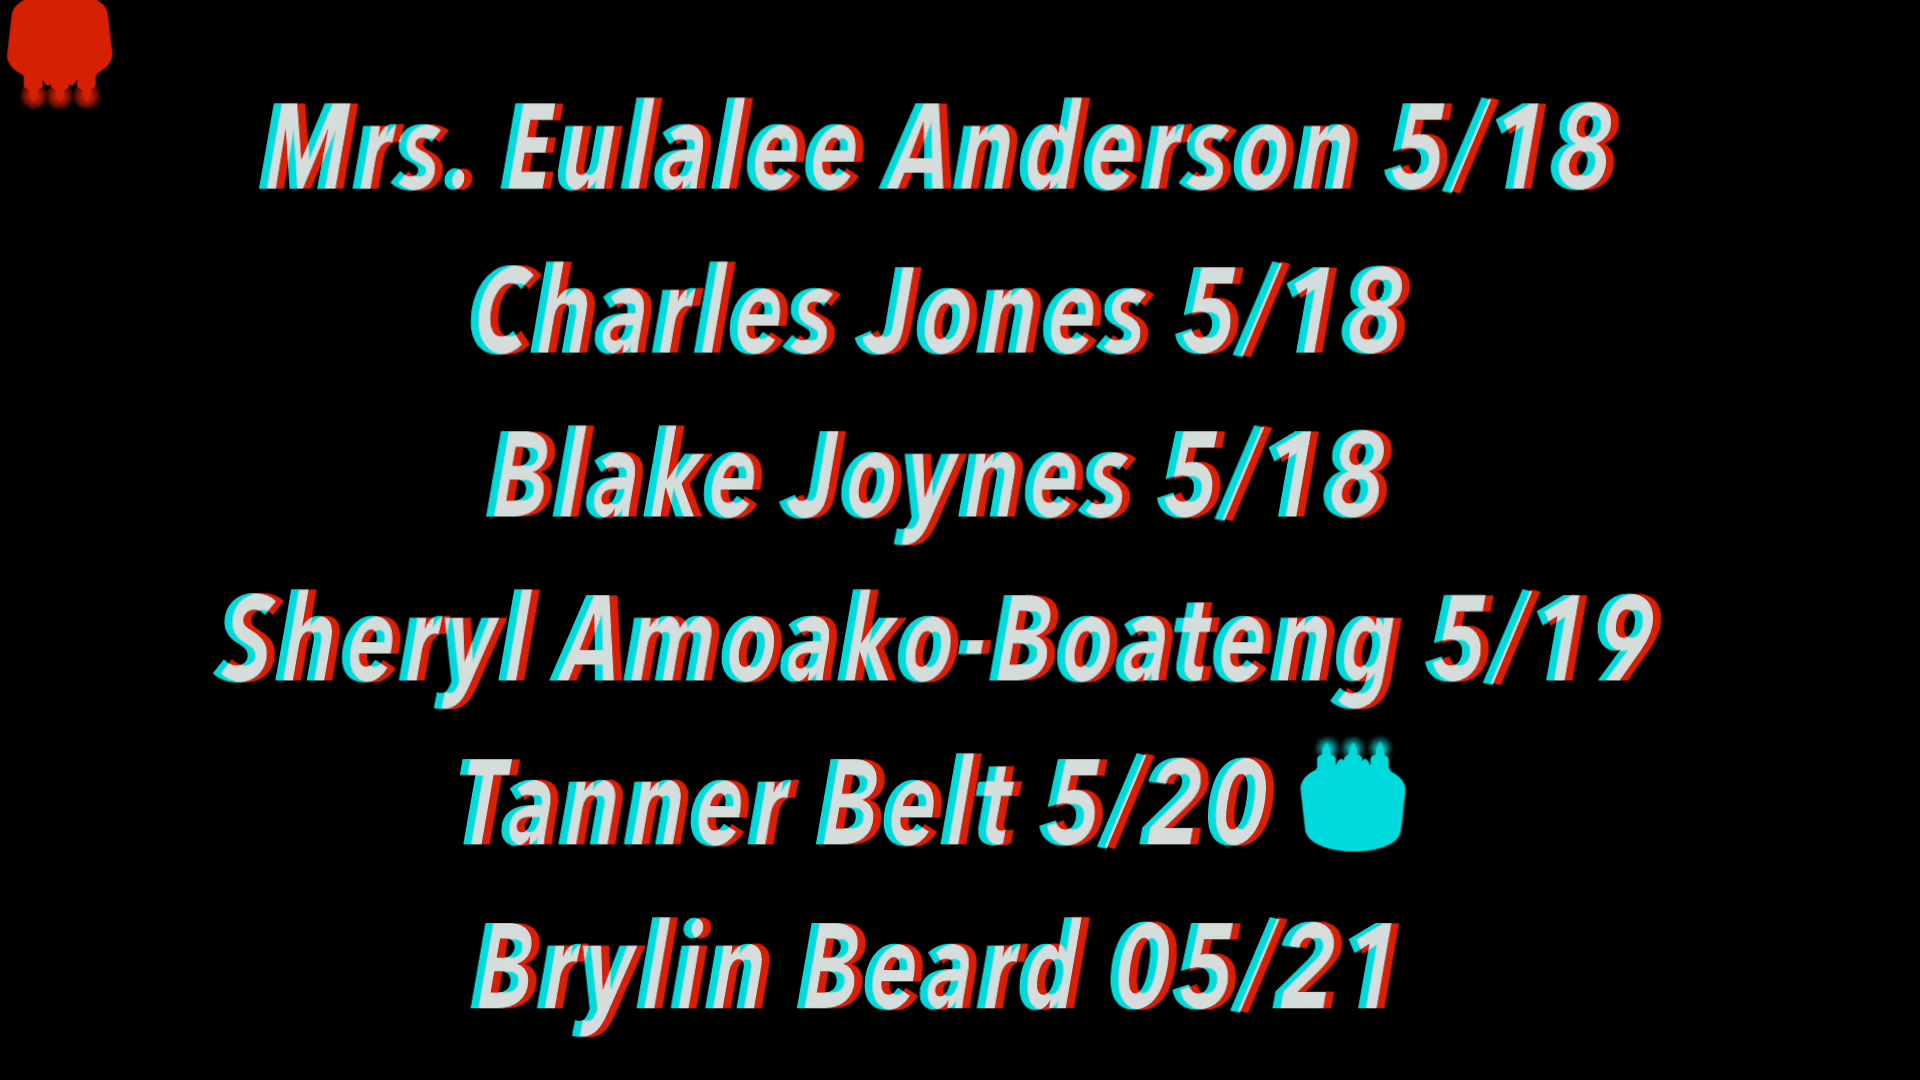 Mrs. Eulalee Anderson 5/18
Charles Jones 5/18
Blake Joynes 5/18
Sheryl Amoako-Boateng 5/19
Tanner Belt 5/20
Brylin Beard 05/21